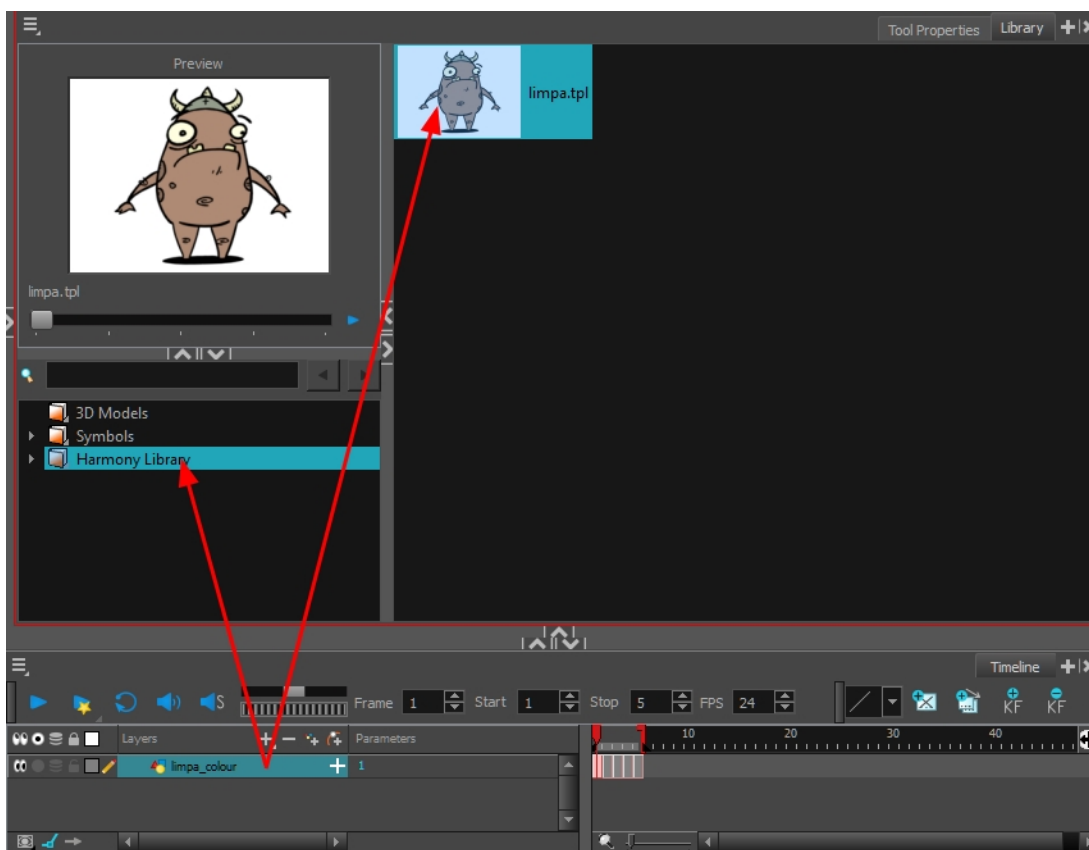 Tool Properties
Library
Preview
limpa.tpl
limpa.tpl
3D Models
Symbols
Harmony Library
Timeline
S Frame 1 Start 1 Stop 5 FPS 24 KF KF
Layers Parameters 10 20 30 40
limpa_colour 1